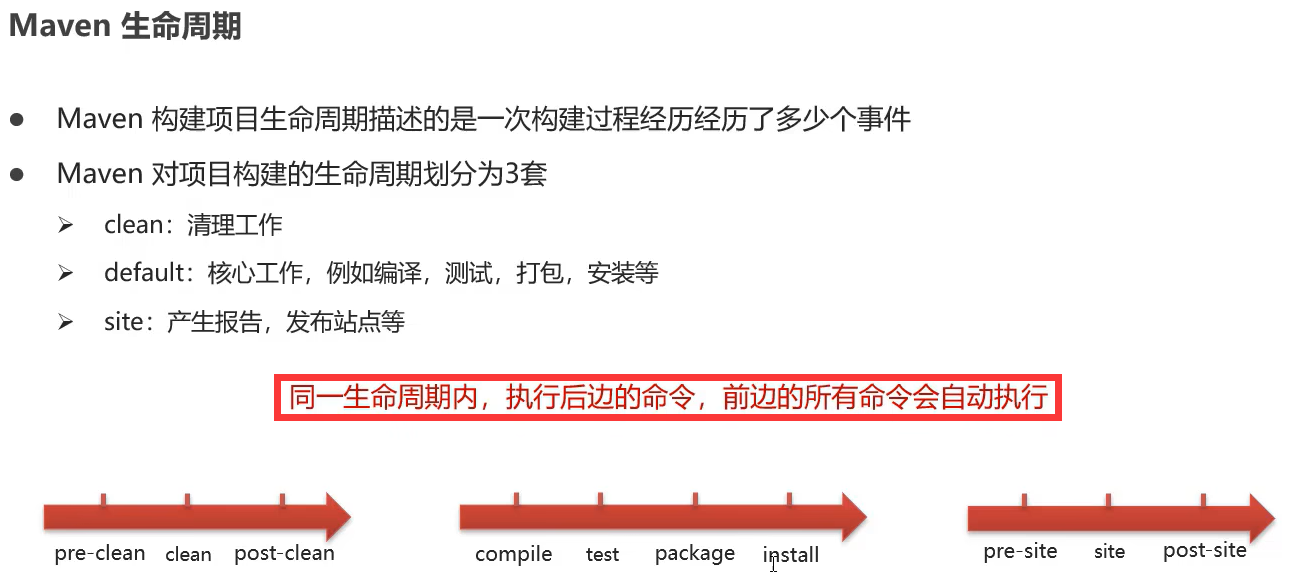 Maven 生命周期
Maven 构建项目生命周期描述的是一次构建过程经历经历了多少个事件
Maven 对项目构建的生命周期划分为3套
clean：清理工作
default：核心工作，例如编译，测试，打包，安装等
site：产生报告，发布站点等
同一生命周期内，执行后边的命令，前边的所有命令会自动执行
pre-clean clean post-clean compile test package install pre-site site post-site